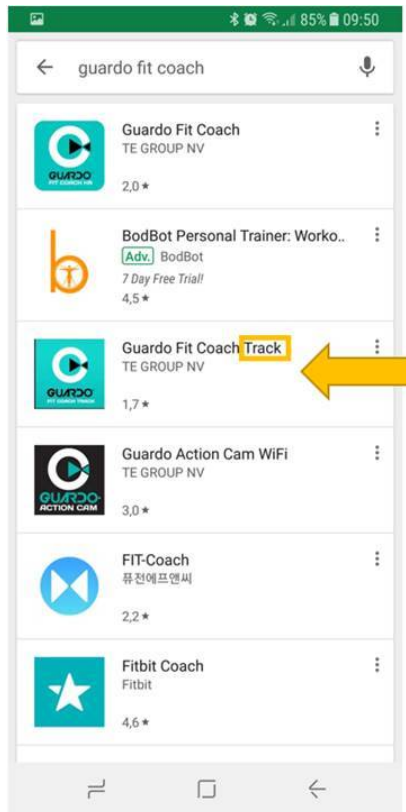 85% 09:50
guardo fit coach
Guardo Fit Coach
TE GROUP NV
2,0 ★
GUARDO
FIT COACH HR
BodBot Personal Trainer: Worko..
Adv. BodBot
7 Day Free Trial!
4,5 ★
Guardo Fit Coach Track
TE GROUP NV
1,7 ★
GUARDO
FIT COACH TRACK
Guardo Action Cam WiFi
TE GROUP NV
3,0 ★
GUARDO
ACTION CAM
FIT-Coach
퓨전에프앤씨
2,2 ★
Fitbit Coach
Fitbit
4,6 ★